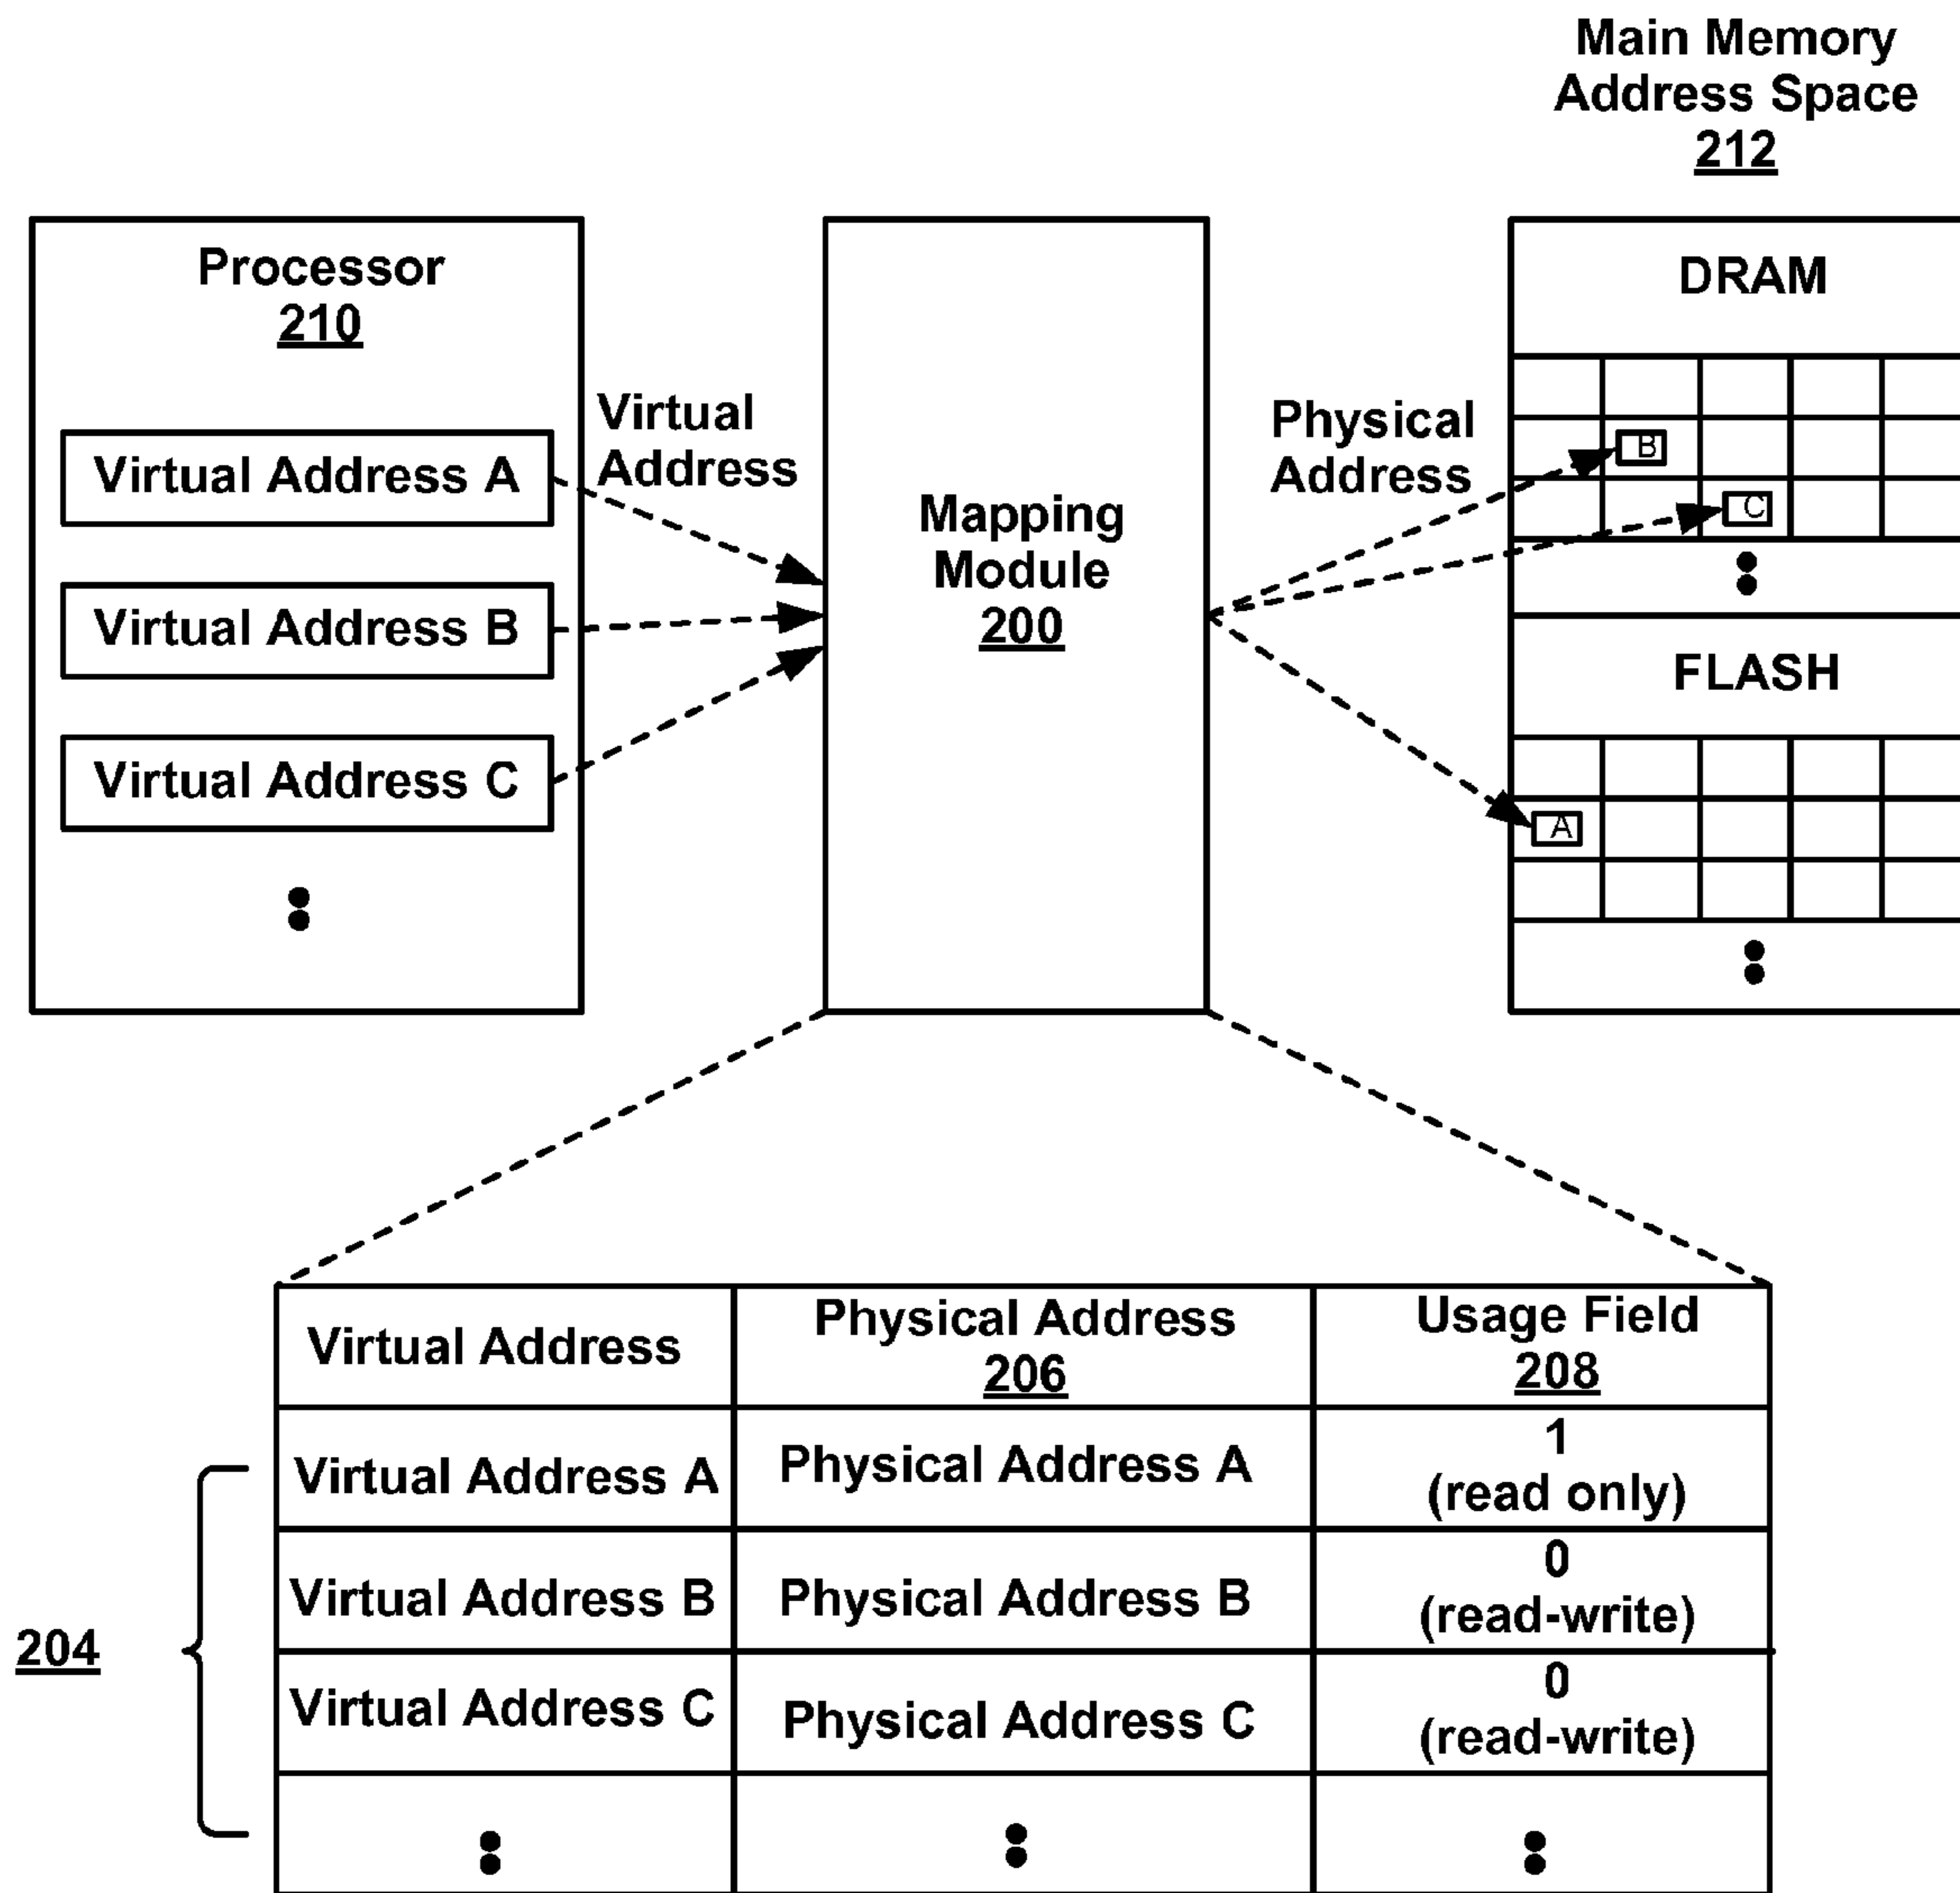 Main Memory
Address Space
212
Processor
210
Virtual Address A
Virtual Address B
Virtual Address C
Virtual
Address
Mapping
Module
200
Physical
Address
DRAM
B
C
FLASH
A
Virtual Address
Physical Address
206
Usage Field
208
204
Virtual Address A
Physical Address A
1
(read only)
Virtual Address B
Physical Address B
0
(read-write)
Virtual Address C
Physical Address C
0
(read-write)